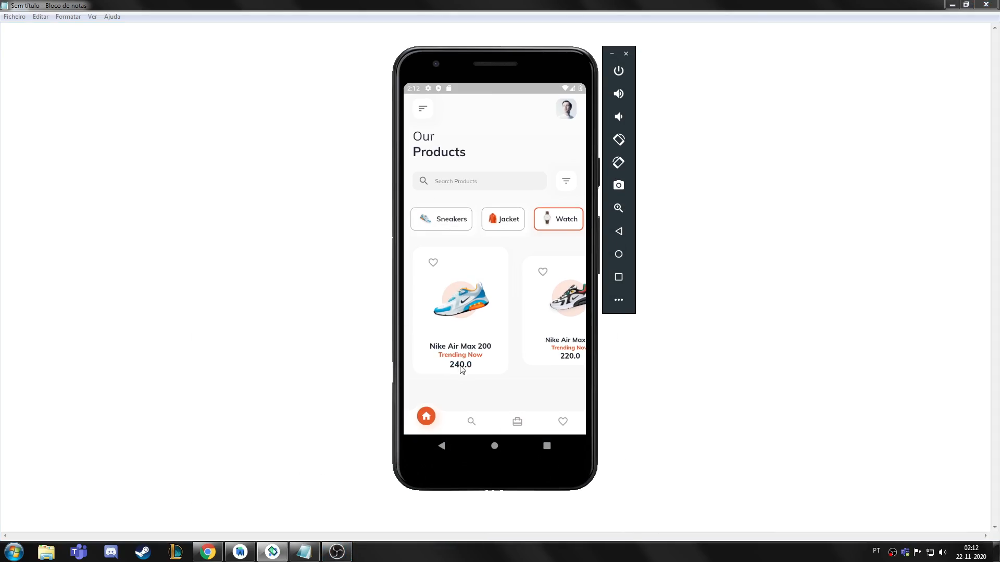 Sem título - Bloco de notas
Ficheiro Editar Formatar Ver Ajuda
2:12
Our
Products
Search Products
Sneakers
Jacket
Watch
Nike Air Max 200
Trending Now
240.0
Nike Air Max
Trending Now
220.0
PT
02:12
22-11-2020